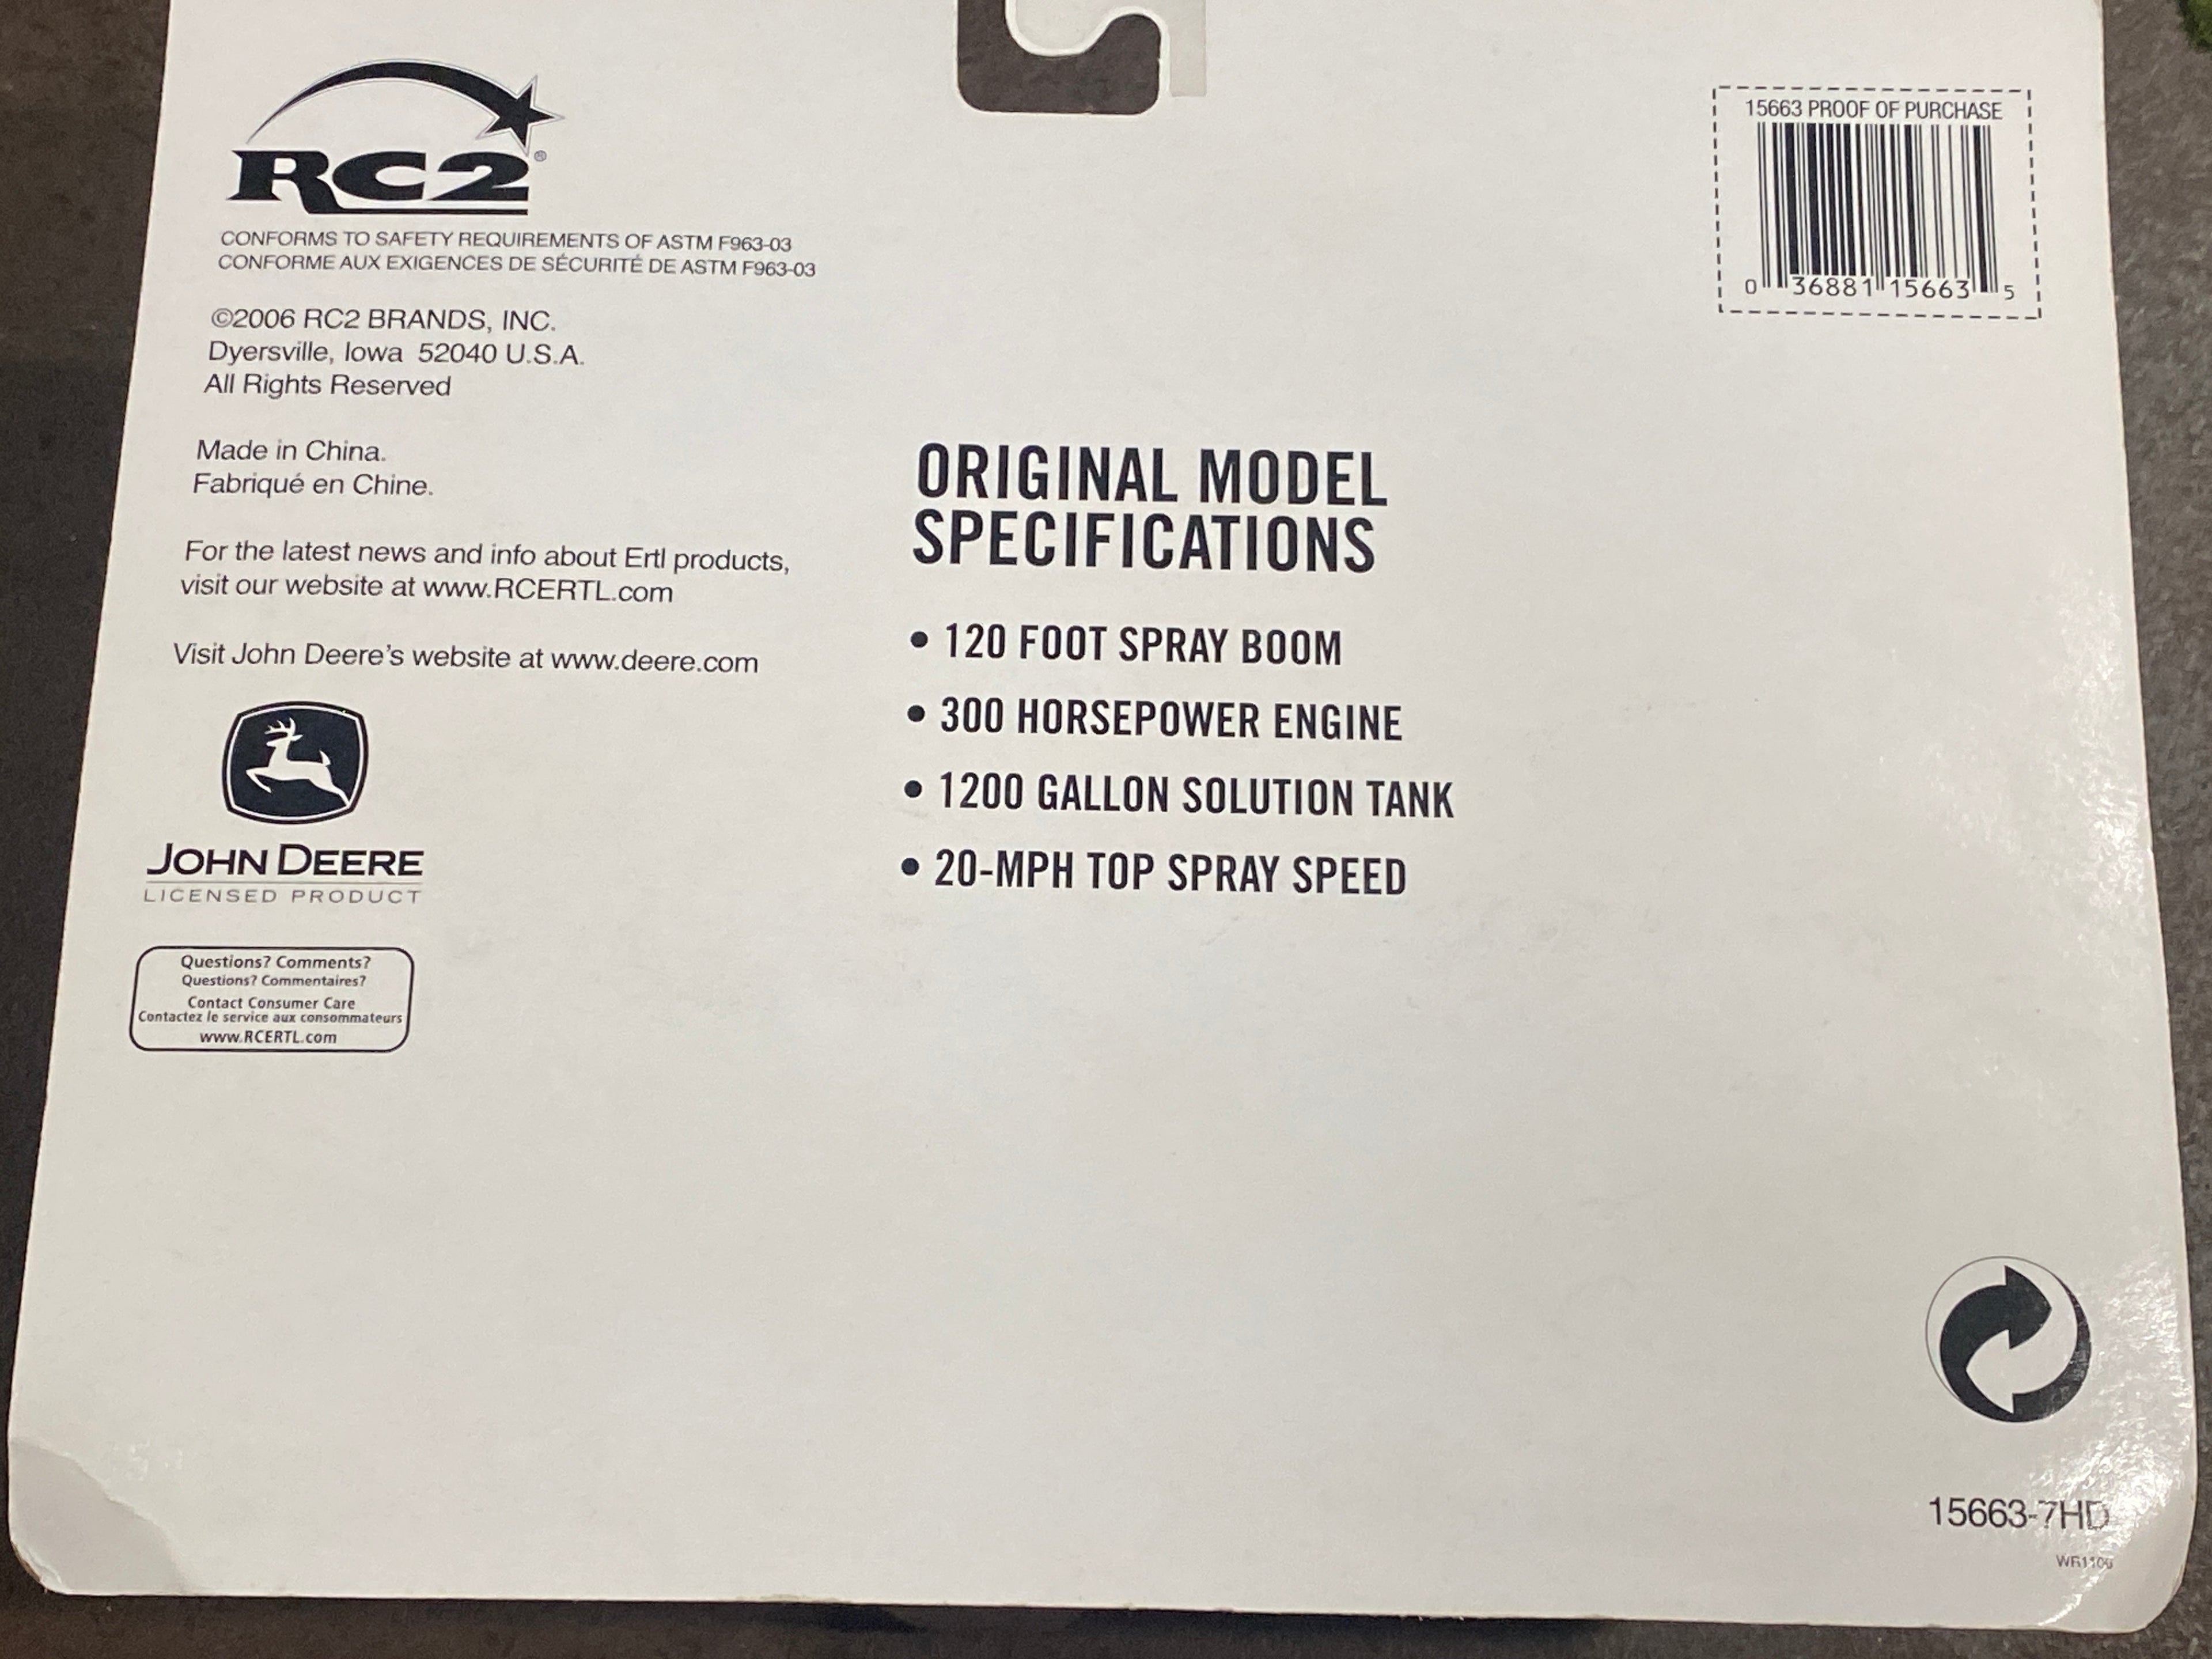 RC2®
CONFORMS TO SAFETY REQUIREMENTS OF ASTM F963-03
CONFORME AUX EXIGENCES DE SÉCURITÉ DE ASTM F963-03
©2006 RC2 BRANDS, INC.
Dyersville, Iowa 52040 U.S.A.
All Rights Reserved
Made in China.
Fabriqué en Chine.
For the latest news and info about Ertl products,
visit our website at www.RCERTL.com
Visit John Deere's website at www.deere.com
JOHN DEERE
LICENSED PRODUCT
Questions? Comments?
Questions? Commentaires?
Contact Consumer Care
Contactez le service aux consommateurs
www.RCERTL.com
ORIGINAL MODEL
SPECIFICATIONS
• 120 FOOT SPRAY BOOM
• 300 HORSEPOWER ENGINE
• 1200 GALLON SOLUTION TANK
• 20-MPH TOP SPRAY SPEED
15663 PROOF OF PURCHASE
0 36881 15663 5
15663-7HD
WR1106